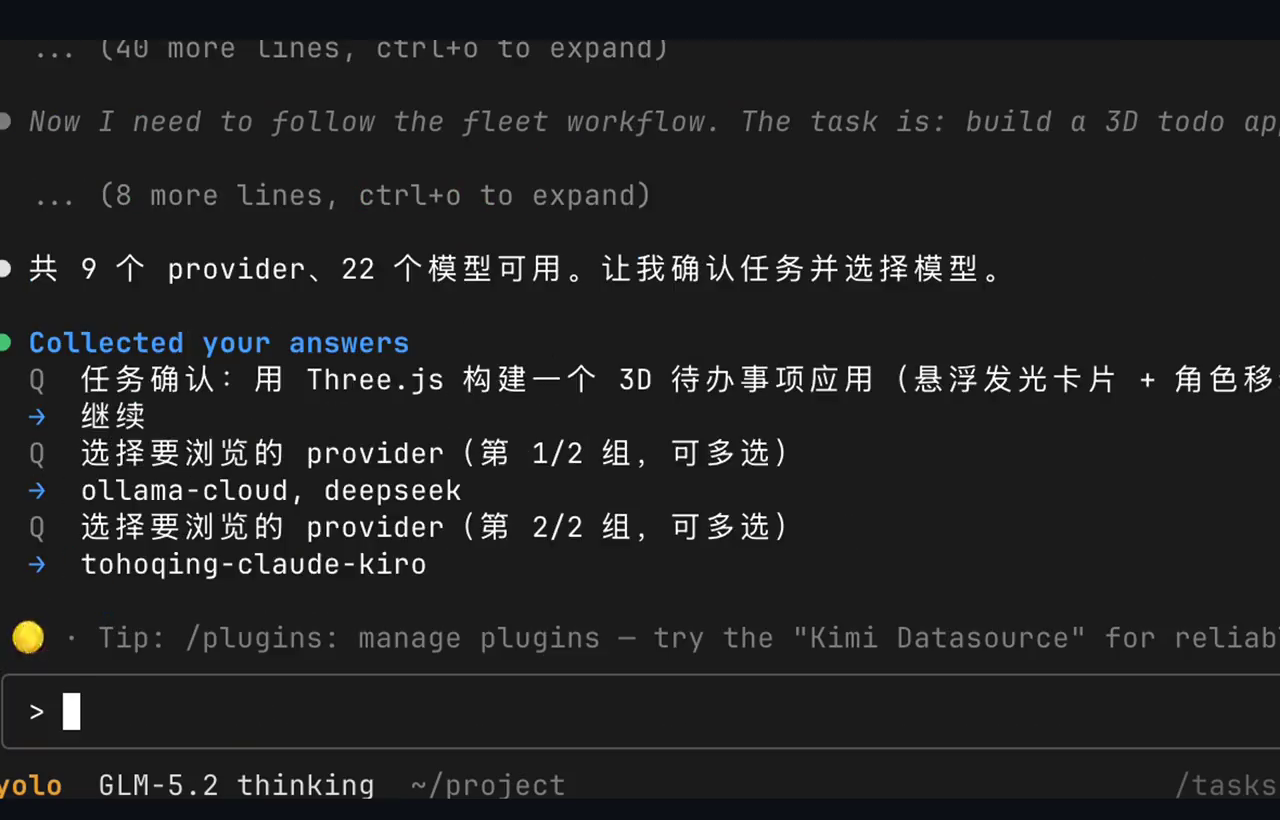 ... (40 more lines, ctrl+o to expand)
Now I need to follow the fleet workflow. The task is: build a 3D todo
... (8 more lines, ctrl+o to expand)
共 9 个 provider、22 个模型可用。让我确认任务并选择模型。
Collected your answers
Q 任务确认: 用 Three.js 构建一个 3D 待办事项应用 (悬浮发光卡片 + 角色移
→ 继续
Q 选择要浏览的 provider (第 1/2 组, 可多选)
→ ollama-cloud, deepseek
Q 选择要浏览的 provider (第 2/2 组, 可多选)
→ tohoqing-claude-kiro
· Tip: /plugins: manage plugins — try the "Kimi Datasource" for
>
yolo GLM-5.2 thinking ~/project /tasks